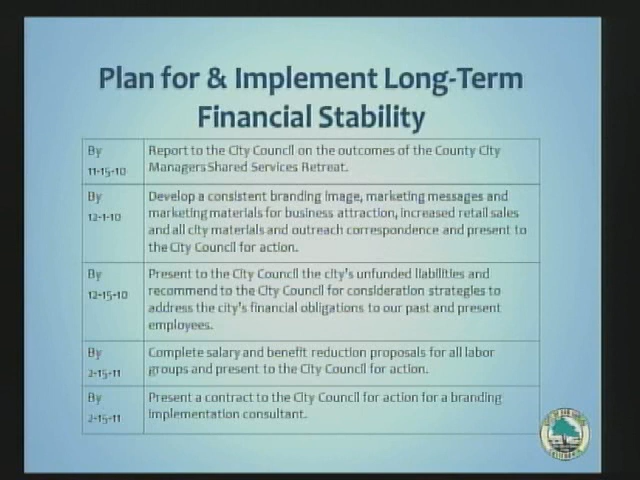 Plan for & Implement Long-Term
Financial Stability
By
11-15-10
Report to the City Council on the outcomes of the County City
Managers Shared Services Retreat.
By
12-1-10
Develop a consistent branding image, marketing messages and
marketing materials for business attraction, increased retail sales
and all city materials and outreach correspondence and present to
the City Council for action.
By
12-15-10
Present to the City Council the city's unfunded liabilities and
recommend to the City Council for consideration strategies to
address the city's financial obligations to our past and present
employees.
By
2-15-11
Complete salary and benefit reduction proposals for all labor
groups and present to the City Council for action.
By
2-15-11
Present a contract to the City Council for action for a branding
implementation consultant.
CALIFORNIA